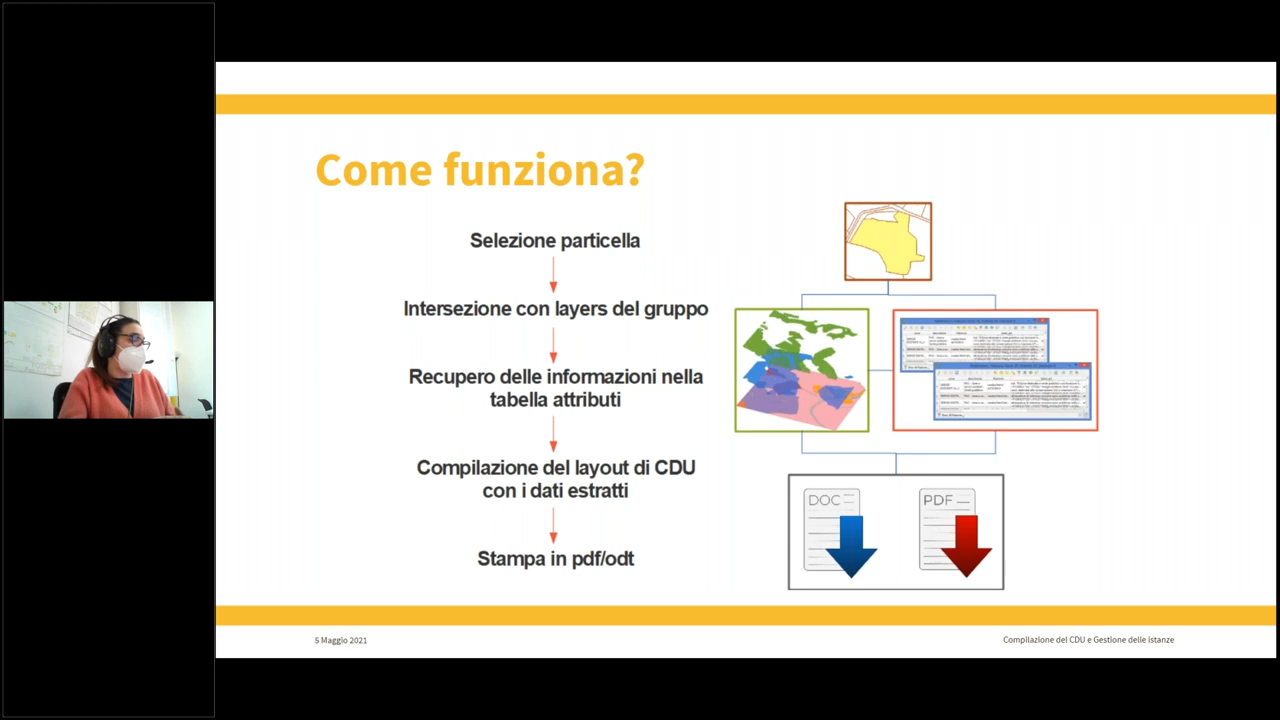 Come funziona?
Selezione particella
Intersezione con layers del gruppo
Recupero delle informazioni nella
tabella attributi
Compilazione del layout di CDU
con i dati estratti
Stampa in pdf/odt
DOC
PDF
5 Maggio 2021
Compilazione del CDU e Gestione delle Istanze